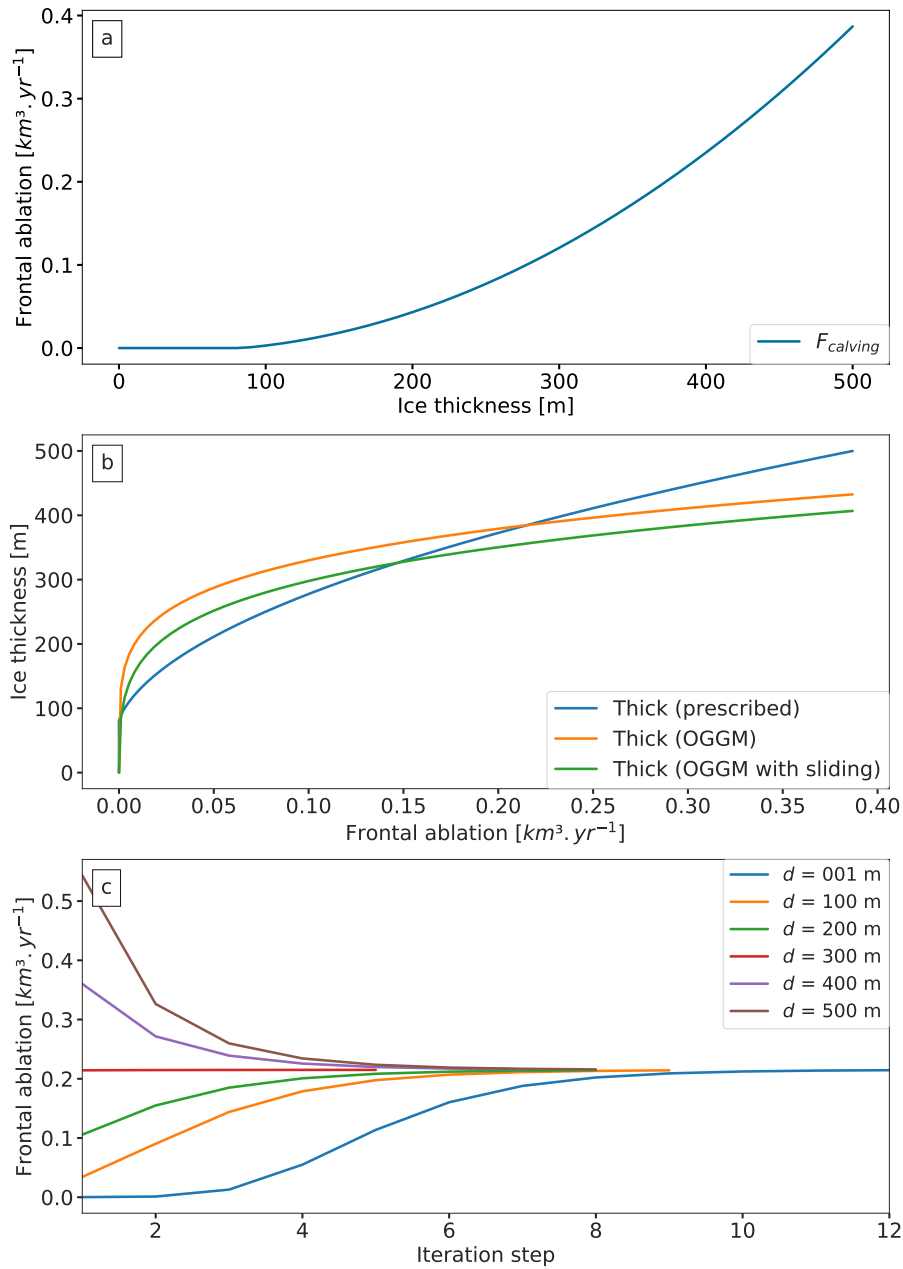 a
Frontal ablation [km³. yr⁻¹]
0.4
0.3
0.2
0.1
0.0
F_calving
0 100 200 300 400 500
Ice thickness [m]
b
Ice thickness [m]
500
400
300
200
100
0
Thick (prescribed)
Thick (OGGM)
Thick (OGGM with sliding)
0.00 0.05 0.10 0.15 0.20 0.25 0.30 0.35 0.40
Frontal ablation [km³. yr⁻¹]
c
Frontal ablation [km³. yr⁻¹]
0.5
0.4
0.3
0.2
0.1
0.0
d = 001 m
d = 100 m
d = 200 m
d = 300 m
d = 400 m
d = 500 m
2 4 6 8 10 12
Iteration step